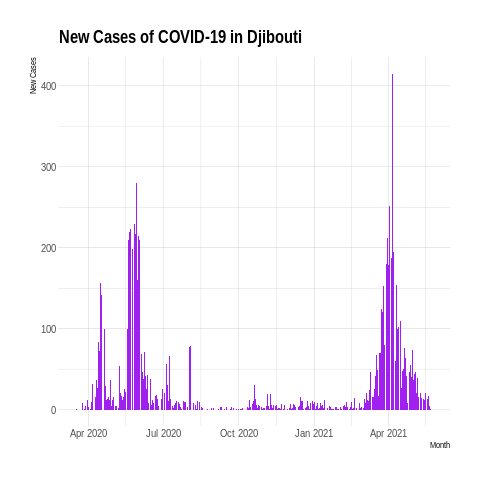 New Cases of COVID-19 in Djibouti
New Cases
400
300
200
100
0
Apr 2020 Jul 2020 Oct 2020 Jan 2021 Apr 2021
Month